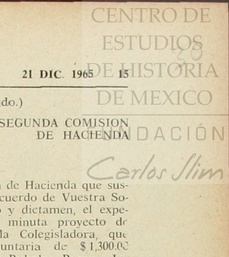 CENTRO DE
ESTUDIOS
DE HISTORIA
DE MEXICO
FUNDACIÓN
Carlos Slim
21 DIC. 1965 15
do.)
SEGUNDA COMISION
DE HACIENDA
de Hacienda que sus-
cuerdo de Vuestra So-
y dictamen, el expe-
minuta proyecto de
la Colegisladora, que
untaria de $1,300.00